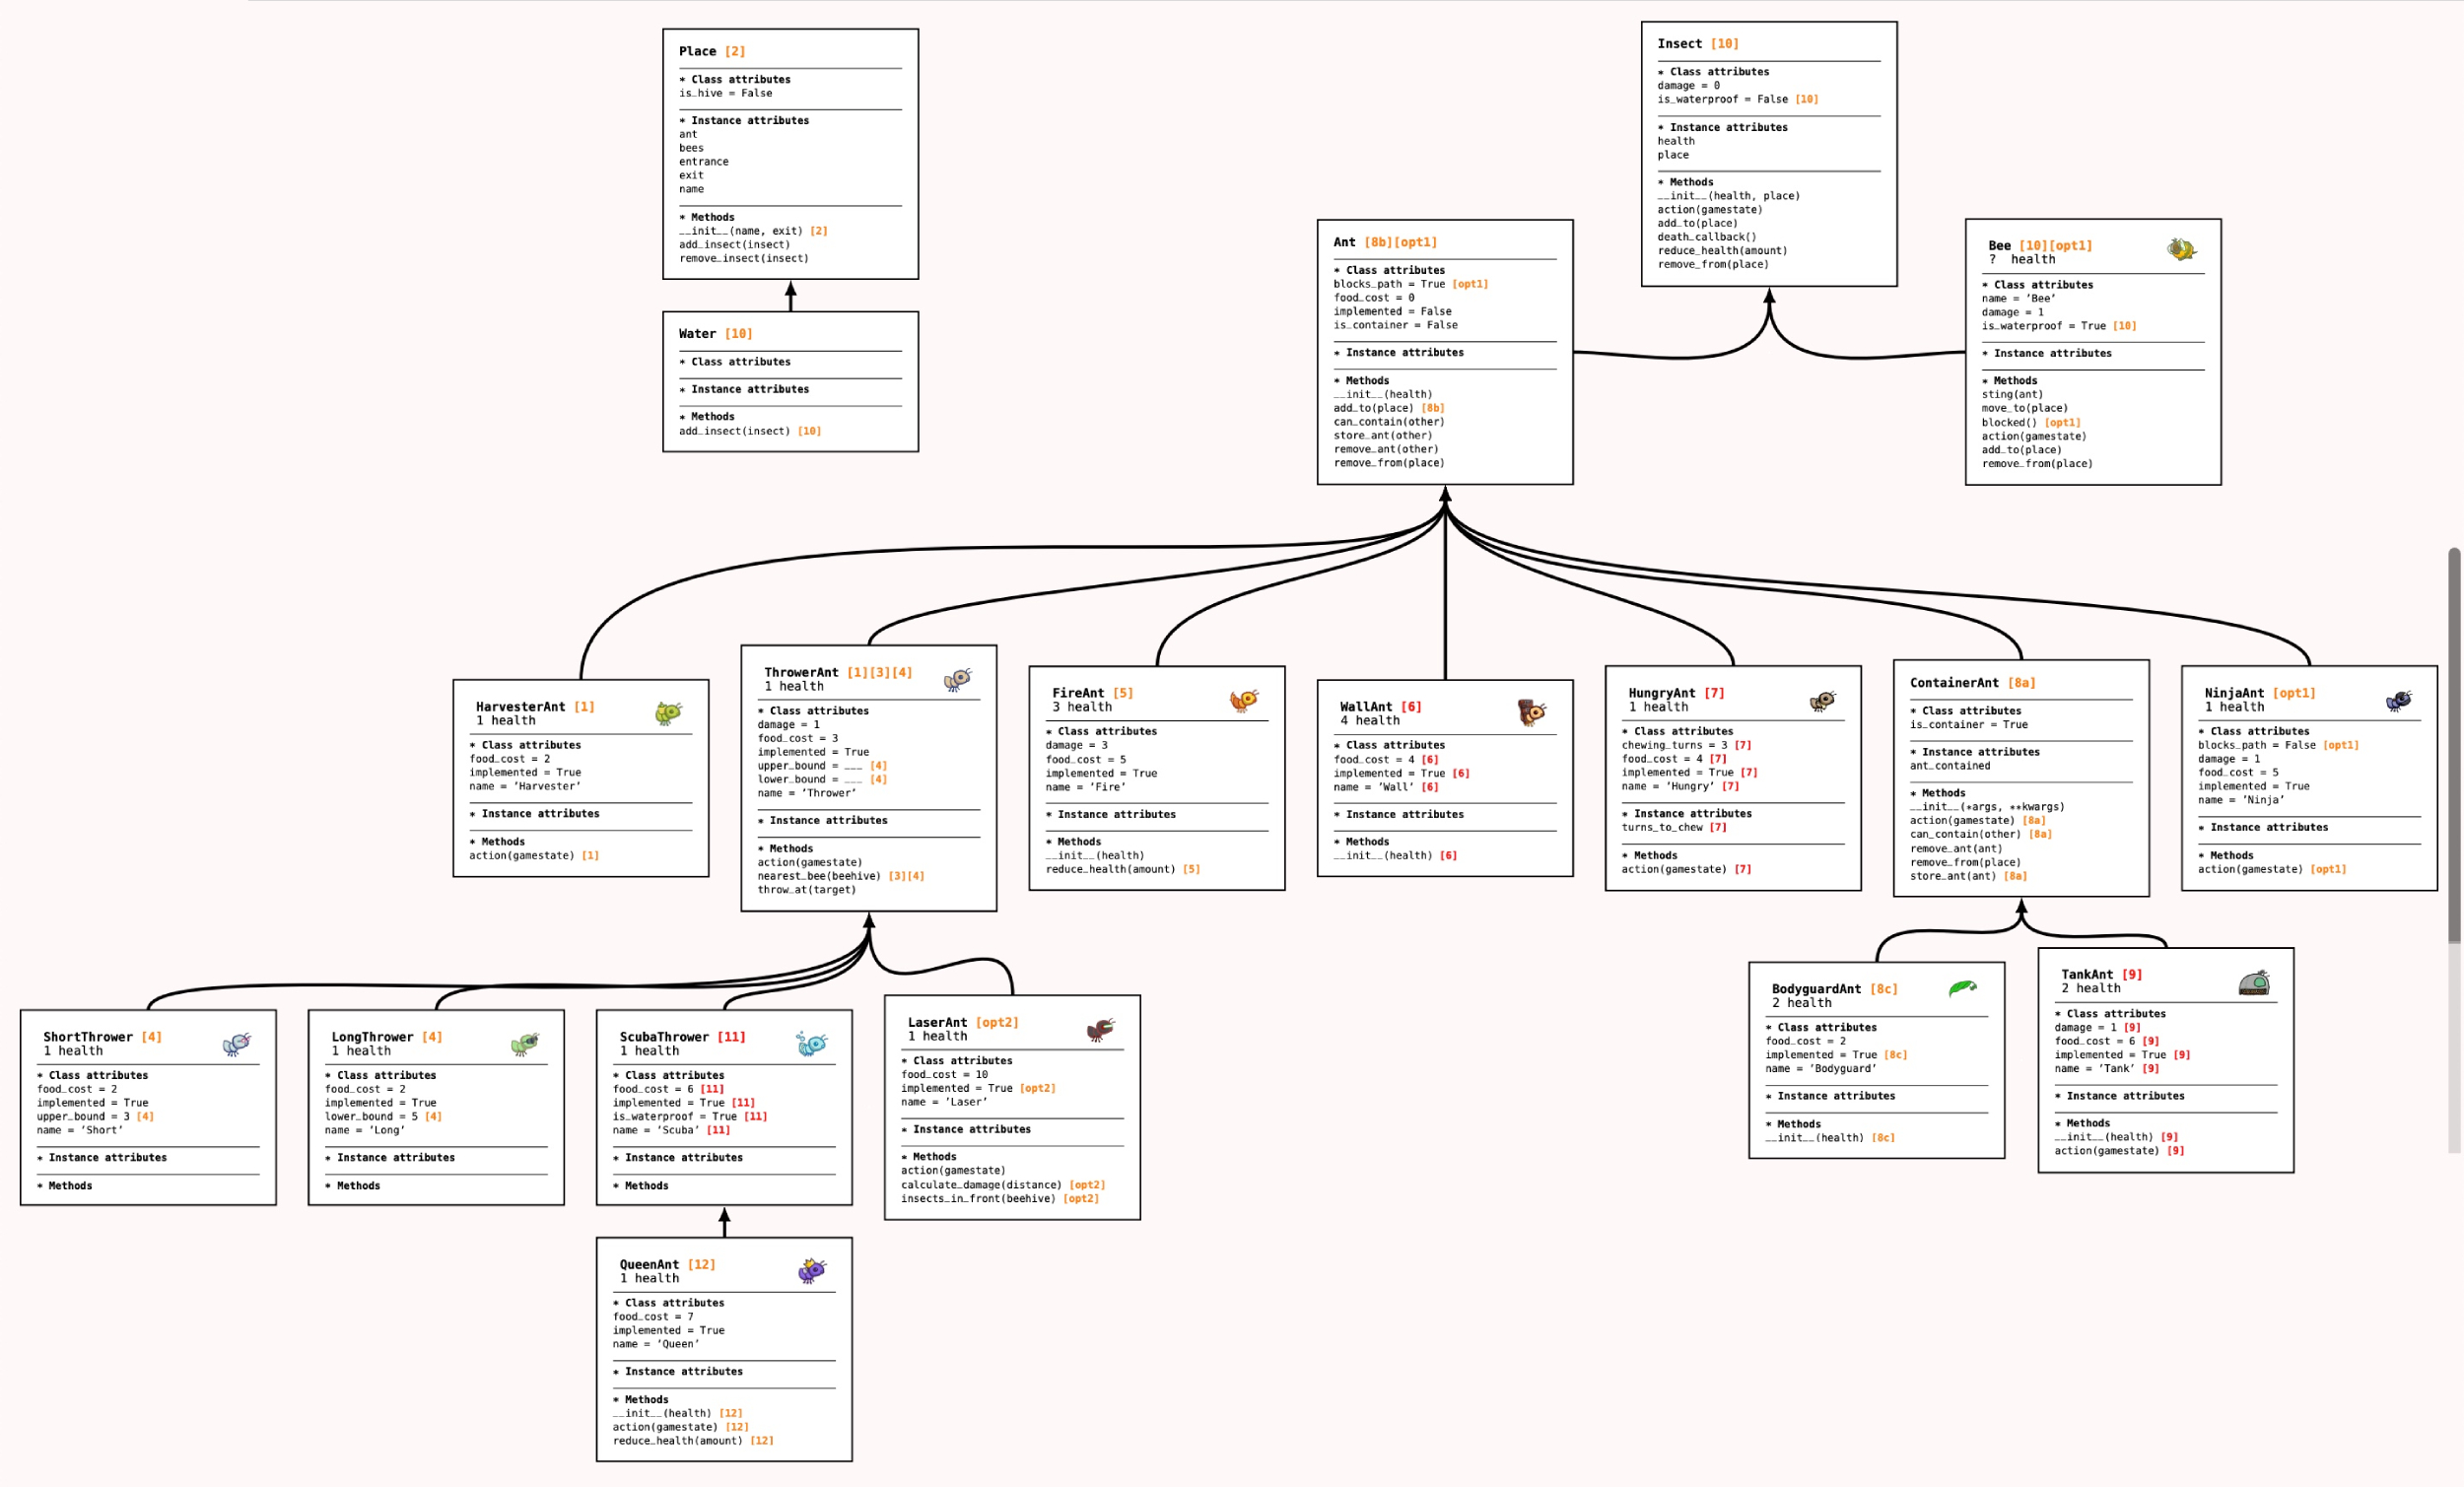 Place [2]
* Class attributes
is_hive = False
* Instance attributes
ant
bees
entrance
exit
name
* Methods
__init__(name, exit) [2]
add_insect(insect)
remove_insect(insect)
Water [10]
* Class attributes
* Instance attributes
* Methods
add_insect(insect) [10]
Insect [10]
* Class attributes
damage = 0
is_waterproof = False [10]
* Instance attributes
health
place
* Methods
__init__(health, place)
action(gamestate)
add_to(place)
death_callback()
reduce_health(amount)
remove_from(place)
Ant [8b][opt1]
* Class attributes
blocks_path = True [opt1]
food_cost = 0
implemented = False
is_container = False
* Instance attributes
* Methods
__init__(health)
add_to(place) [8b]
can_contain(other)
store_ant(other)
remove_ant(other)
remove_from(place)
Bee [10][opt1]
? health
* Class attributes
name = ’Bee’
damage = 1
is_waterproof = True [10]
* Instance attributes
* Methods
sting(ant)
move_to(place)
blocked() [opt1]
action(gamestate)
add_to(place)
remove_from(place)
HarvesterAnt [1]
1 health
* Class attributes
food_cost = 2
implemented = True
name = ’Harvester’
* Instance attributes
* Methods
action(gamestate) [1]
ThrowerAnt [1][3][4]
1 health
* Class attributes
damage = 1
food_cost = 3
implemented = True
upper_bound = ___ [4]
lower_bound = ___ [4]
name = ’Thrower’
* Instance attributes
* Methods
action(gamestate)
nearest_bee(beehive) [3][4]
throw_at(target)
FireAnt [5]
3 health
* Class attributes
damage = 3
food_cost = 5
implemented = True
name = ’Fire’
* Instance attributes
* Methods
__init__(health)
reduce_health(amount) [5]
WallAnt [6]
4 health
* Class attributes
food_cost = 4 [6]
implemented = True [6]
name = ’Wall’ [6]
* Instance attributes
* Methods
__init__(health) [6]
HungryAnt [7]
1 health
* Class attributes
chewing_turns = 3 [7]
food_cost = 4 [7]
implemented = True [7]
name = ’Hungry’ [7]
* Instance attributes
turns_to_chew [7]
* Methods
action(gamestate) [7]
ContainerAnt [8a]
* Class attributes
is_container = True
* Instance attributes
ant_contained
* Methods
__init__(*args, **kwargs)
action(gamestate) [8a]
can_contain(other) [8a]
remove_ant(ant)
remove_from(place)
store_ant(ant) [8a]
NinjaAnt [opt1]
1 health
* Class attributes
blocks_path = False [opt1]
damage = 1
food_cost = 5
implemented = True
name = ’Ninja’
* Instance attributes
* Methods
action(gamestate) [opt1]
ShortThrower [4]
1 health
* Class attributes
food_cost = 2
implemented = True
upper_bound = 3 [4]
name = ’Short’
* Instance attributes
* Methods
LongThrower [4]
1 health
* Class attributes
food_cost = 2
implemented = True
lower_bound = 5 [4]
name = ’Long’
* Instance attributes
* Methods
ScubaThrower [11]
1 health
* Class attributes
food_cost = 6 [11]
implemented = True [11]
is_waterproof = True [11]
name = ’Scuba’ [11]
* Instance attributes
* Methods
LaserAnt [opt2]
1 health
* Class attributes
food_cost = 10
implemented = True [opt2]
name = ’Laser’
* Instance attributes
* Methods
action(gamestate)
calculate_damage(distance) [opt2]
insects_in_front(beehive) [opt2]
BodyguardAnt [8c]
2 health
* Class attributes
food_cost = 2
implemented = True [8c]
name = ’Bodyguard’
* Instance attributes
* Methods
__init__(health) [8c]
TankAnt [9]
2 health
* Class attributes
damage = 1 [9]
food_cost = 6 [9]
implemented = True [9]
name = ’Tank’ [9]
* Instance attributes
* Methods
__init__(health) [9]
action(gamestate) [9]
QueenAnt [12]
1 health
* Class attributes
food_cost = 7
implemented = True
name = ’Queen’
* Instance attributes
* Methods
__init__(health) [12]
action(gamestate) [12]
reduce_health(amount) [12]